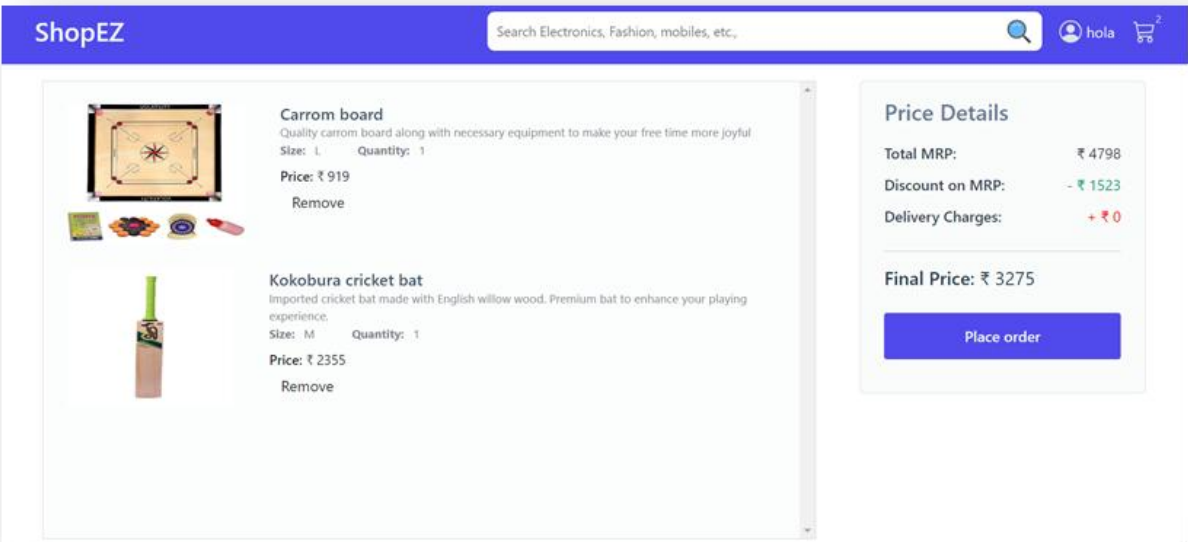 ShopEZ
Search Electronics, Fashion, mobiles, etc.,
hola
2
Carrom board
Quality carrom board along with necessary equipment to make your free time more joyful
Size: L Quantity: 1
Price: ₹ 919
Remove
Kokobura cricket bat
Imported cricket bat made with English willow wood. Premium bat to enhance your playing
experience.
Size: M Quantity: 1
Price: ₹ 2355
Remove
Price Details
Total MRP: ₹ 4798
Discount on MRP: - ₹ 1523
Delivery Charges: + ₹ 0
Final Price: ₹ 3275
Place order